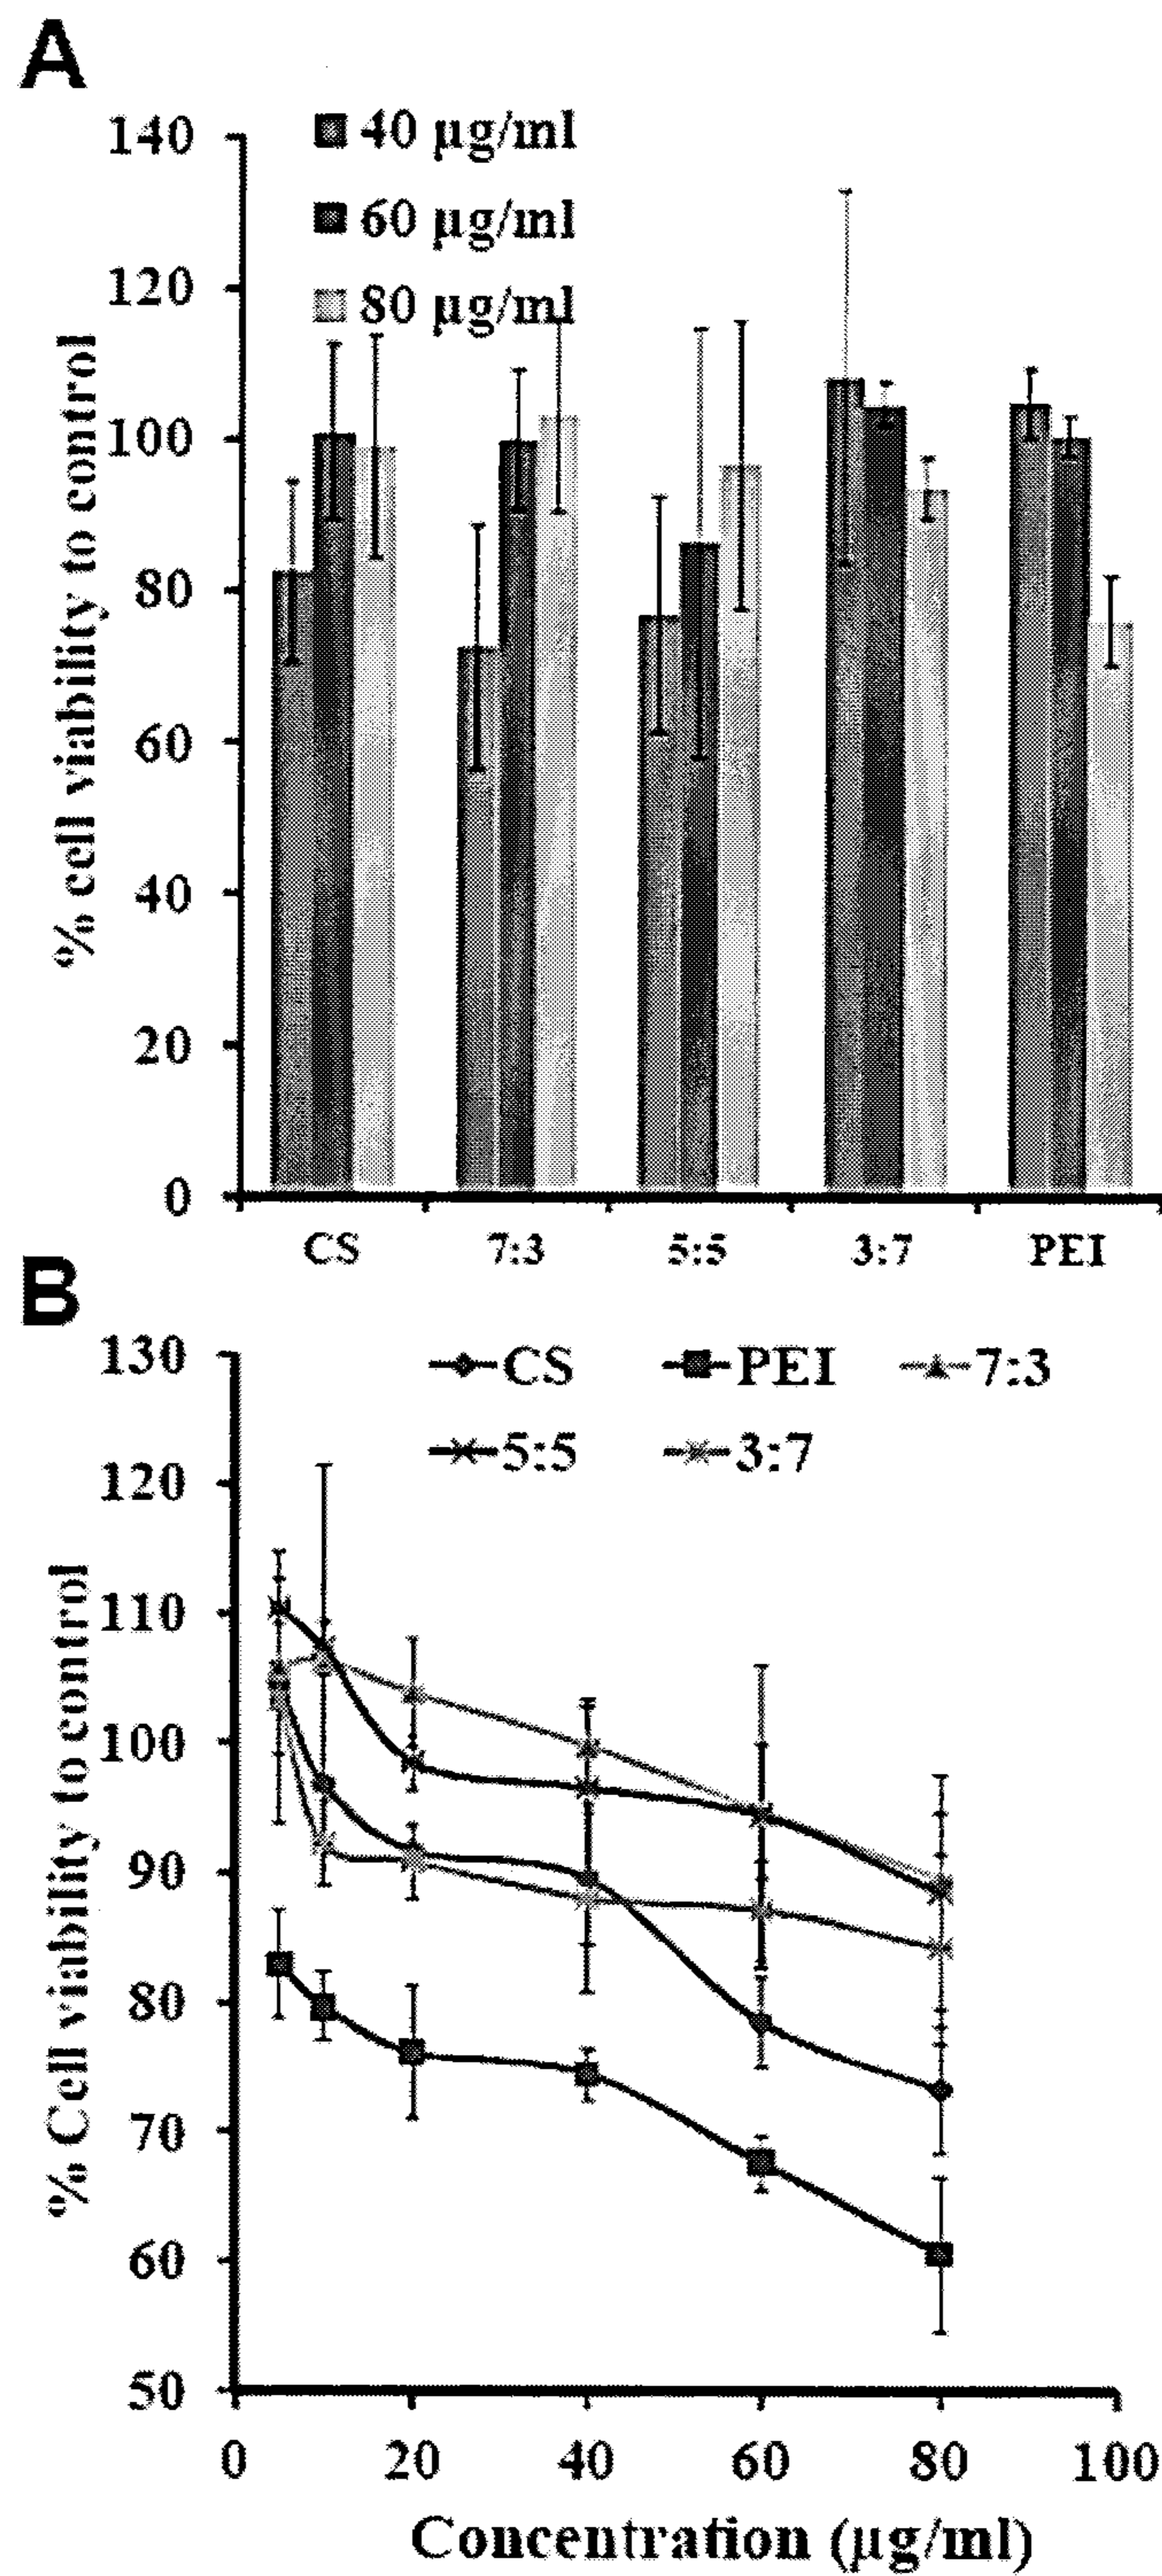 A
140
40 µg/ml
60 µg/ml
120
80 µg/ml
100
80
60
40
20
0
% cell viability to control
CS 7:3 5:5 3:7 PEI
B
130
CS PEI 7:3
5:5 3:7
120
110
100
90
80
70
60
50
% Cell viability to control
0 20 40 60 80 100
Concentration (µg/ml)